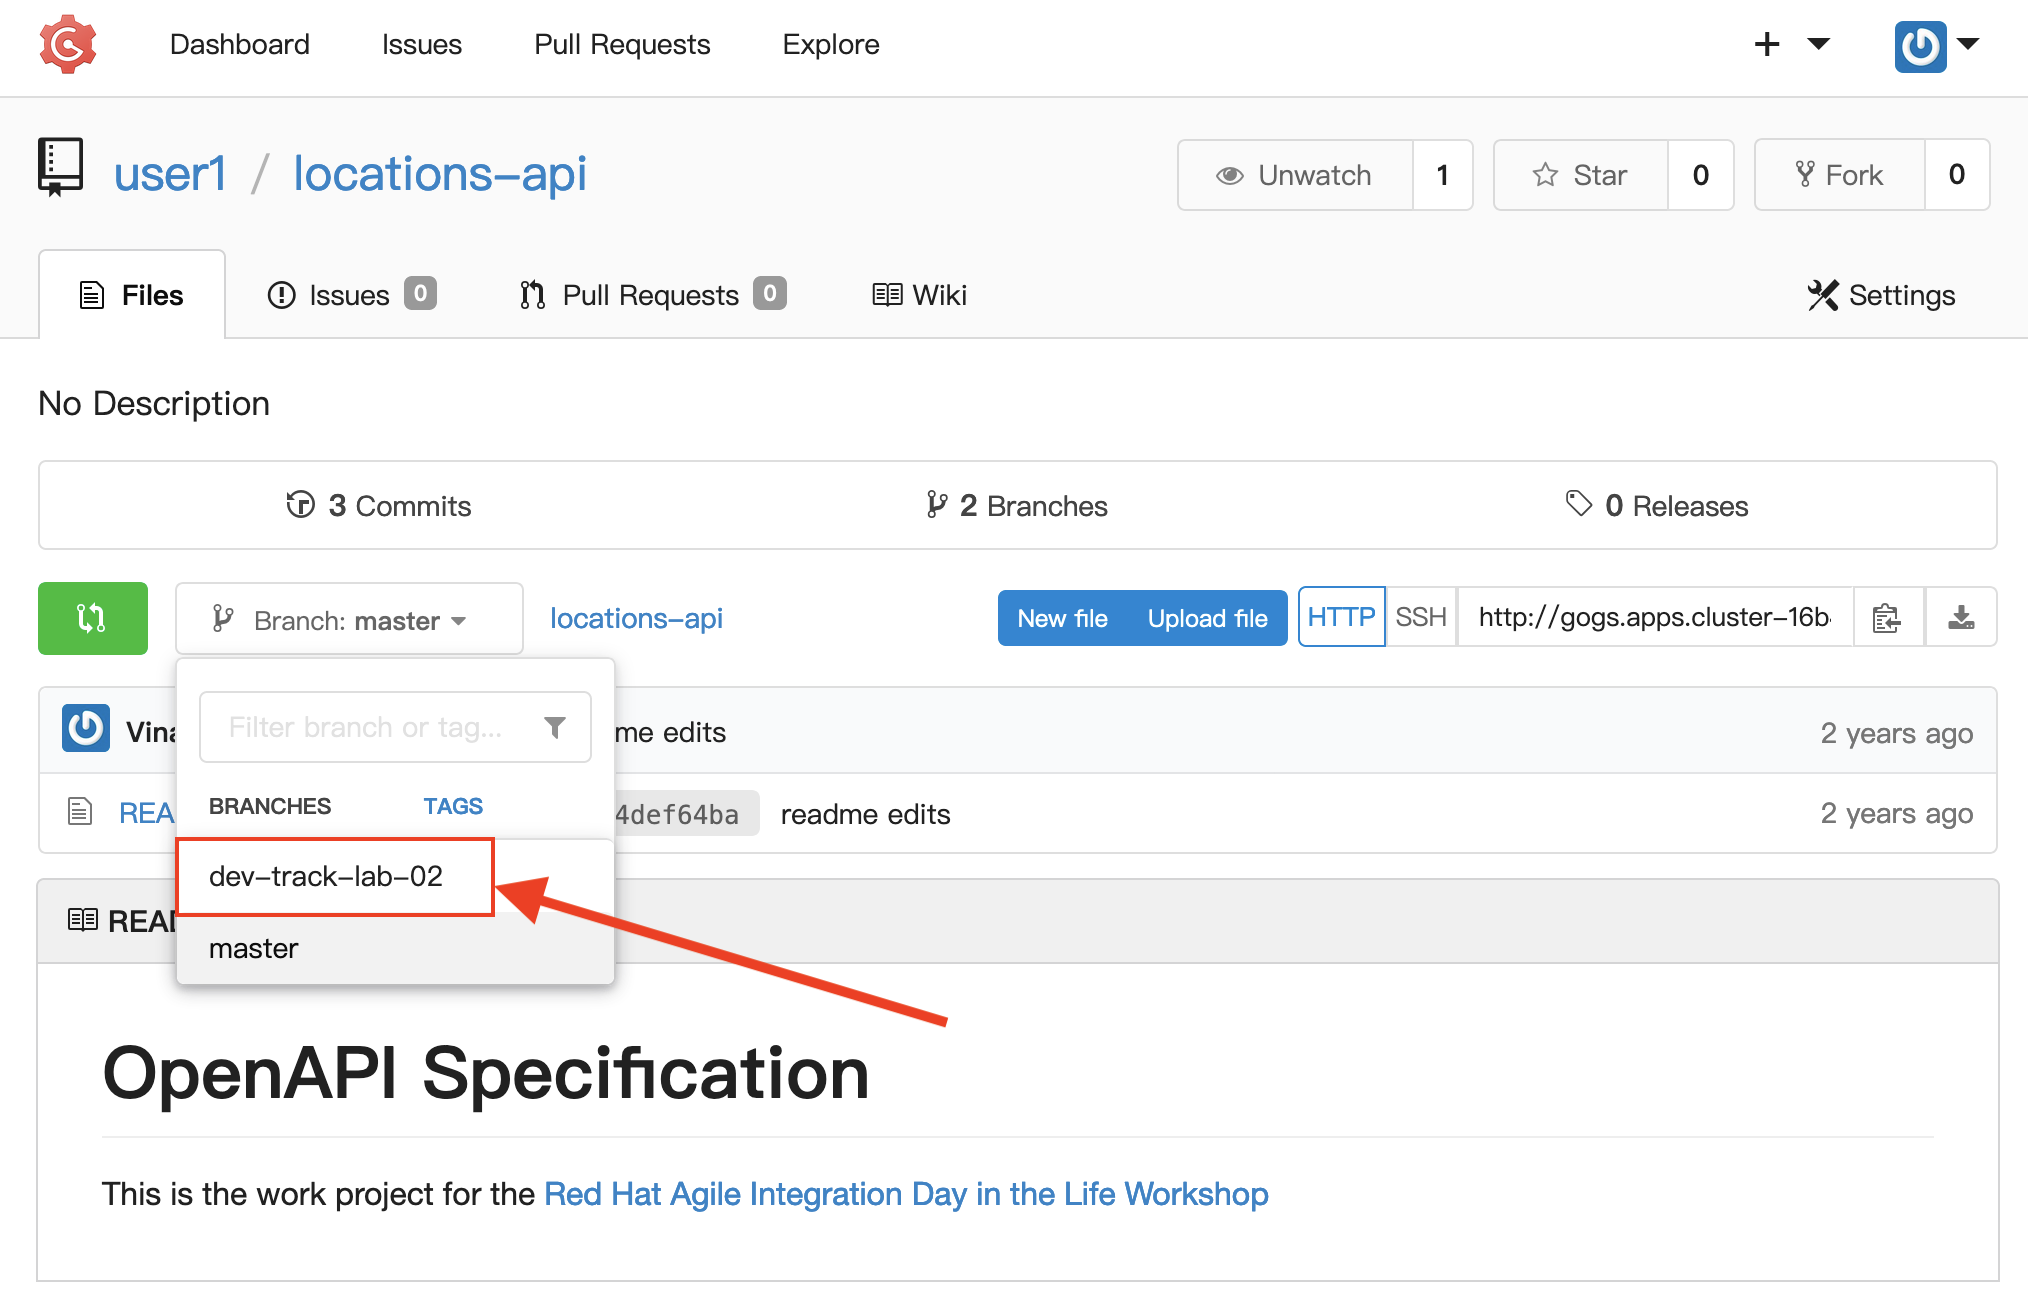 Dashboard Issues Pull Requests Explore
user1 / locations-api
Unwatch 1 Star 0 Fork 0
Files Issues 0 Pull Requests 0 Wiki Settings
No Description
3 Commits 2 Branches 0 Releases
Branch: master locations-api New file Upload file HTTP SSH http://gogs.apps.cluster-16b
Filter branch or tag...
Vina me edits 2 years ago
BRANCHES TAGS
REA 4def64ba readme edits 2 years ago
dev-track-lab-02
READ
master
OpenAPI Specification
This is the work project for the Red Hat Agile Integration Day in the Life Workshop